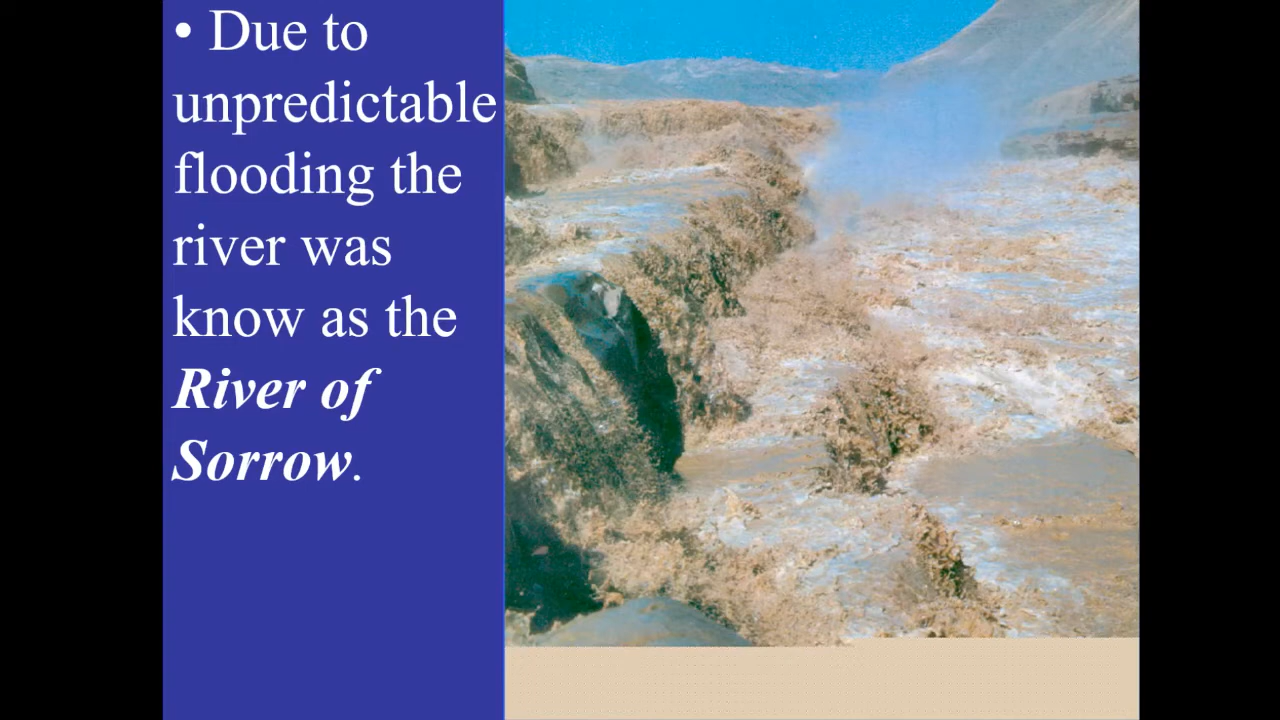 • Due to
unpredictable
flooding the
river was
know as the
River of
Sorrow.